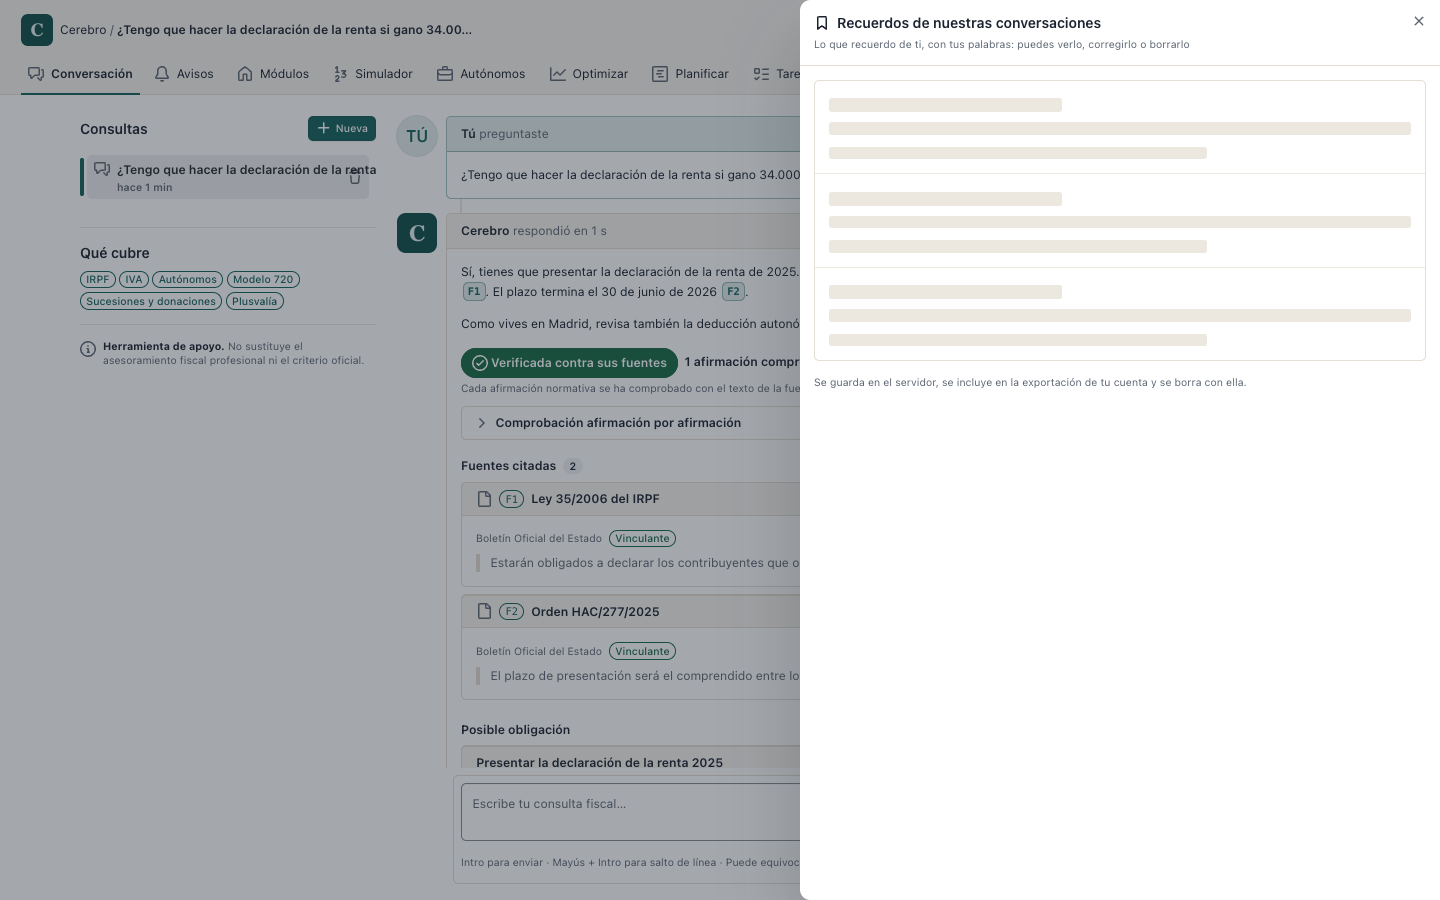 C
Cerebro / ¿Tengo que hacer la declaración de la renta si gano 34.00...
Conversación
Avisos
Módulos
Simulador
Autónomos
Optimizar
Planificar
Tare
Consultas
Nueva
¿Tengo que hacer la declaración de la renta
hace 1 min
Qué cubre
IRPF
IVA
Autónomos
Modelo 720
Sucesiones y donaciones
Plusvalía
Herramienta de apoyo. No sustituye el
asesoramiento fiscal profesional ni el criterio oficial.
TÚ
Tú preguntaste
¿Tengo que hacer la declaración de la renta si gano 34.000
C
Cerebro respondió en 1 s
Sí, tienes que presentar la declaración de la renta de 2025.
F1. El plazo termina el 30 de junio de 2026 F2.
Como vives en Madrid, revisa también la deducción autonó
Verificada contra sus fuentes
1 afirmación compr
Cada afirmación normativa se ha comprobado con el texto de la fue
Comprobación afirmación por afirmación
Fuentes citadas 2
F1 Ley 35/2006 del IRPF
Boletín Oficial del Estado Vinculante
Estarán obligados a declarar los contribuyentes que o
F2 Orden HAC/277/2025
Boletín Oficial del Estado Vinculante
El plazo de presentación será el comprendido entre lo
Posible obligación
Presentar la declaración de la renta 2025
Escribe tu consulta fiscal...
Intro para enviar · Mayús + Intro para salto de línea · Puede equivoc
Recuerdos de nuestras conversaciones
Lo que recuerdo de ti, con tus palabras: puedes verlo, corregirlo o borrarlo
Se guarda en el servidor, se incluye en la exportación de tu cuenta y se borra con ella.